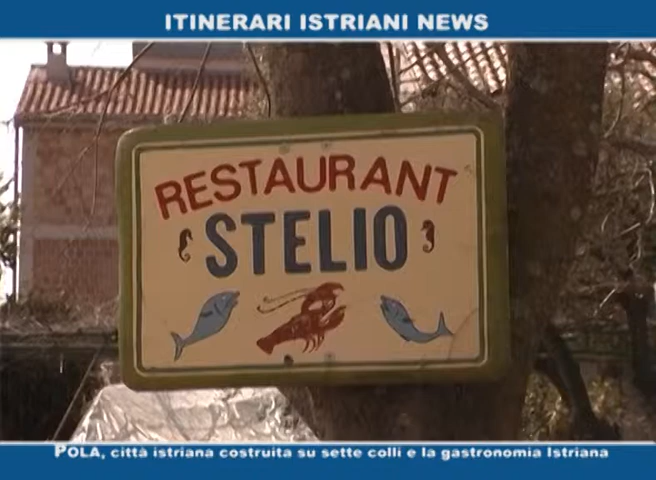 ITINERARI ISTRIANI NEWS
RESTAURANT
STELIO
POLA, città istriana costruita su sette colli e la gastronomia Istriana